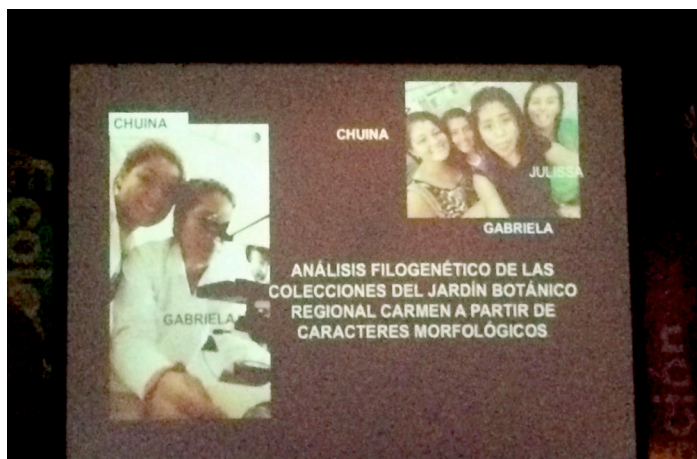 CHUINA
CHUINA
JULISSA
GABRIELA
GABRIELA
ANÁLISIS FILOGENÉTICO DE LAS
COLECCIONES DEL JARDÍN BOTÁNICO
REGIONAL CARMEN A PARTIR DE
CARACTERES MORFOLÓGICOS